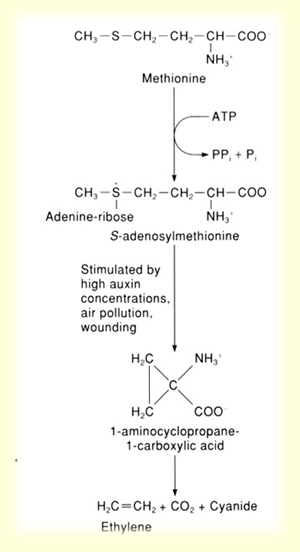 CH₃–S–CH₂–CH₂–CH–COO⁻
NH₃⁺
Methionine
ATP
PPᵢ + Pᵢ
CH₃–S⁺–CH₂–CH₂–CH–COO
Adenine-ribose
NH₃⁺
S-adenosylmethionine
Stimulated by
high auxin
concentrations,
air pollution,
wounding
H₂C
NH₃⁺
C
H₂C
COO⁻
1-aminocyclopropane-
1-carboxylic acid
H₂C=CH₂ + CO₂ + Cyanide
Ethylene